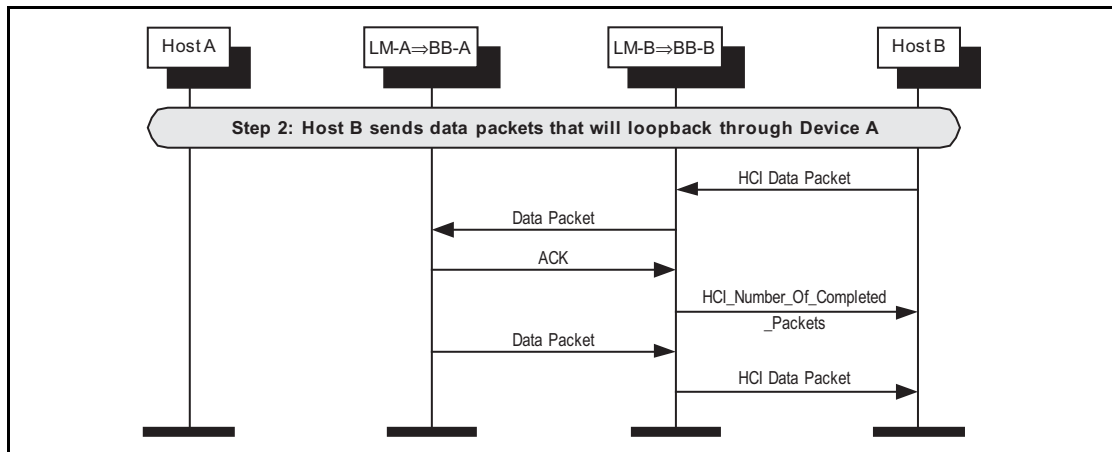 Host A
LM-A⇒BB-A
LM-B⇒BB-B
Host B
Step 2: Host B sends data packets that will loopback through Device A
HCI Data Packet
Data Packet
ACK
HCI_Number_Of_Completed
_Packets
Data Packet
HCI Data Packet